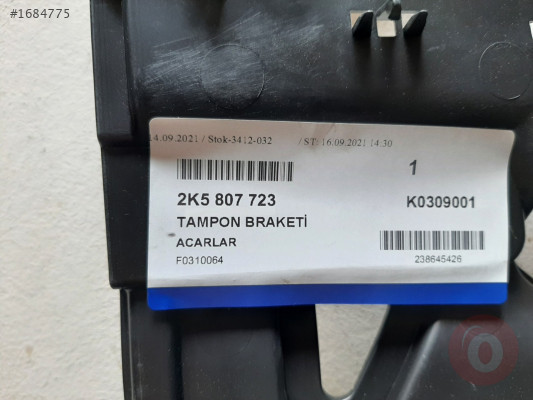 #1684775
14.09.2021 / Stok-3412-032 / ST: 16.09.2021 14:30
1
2K5 807 723 K0309001
TAMPON BRAKETİ
ACARLAR
F0310064 238645426